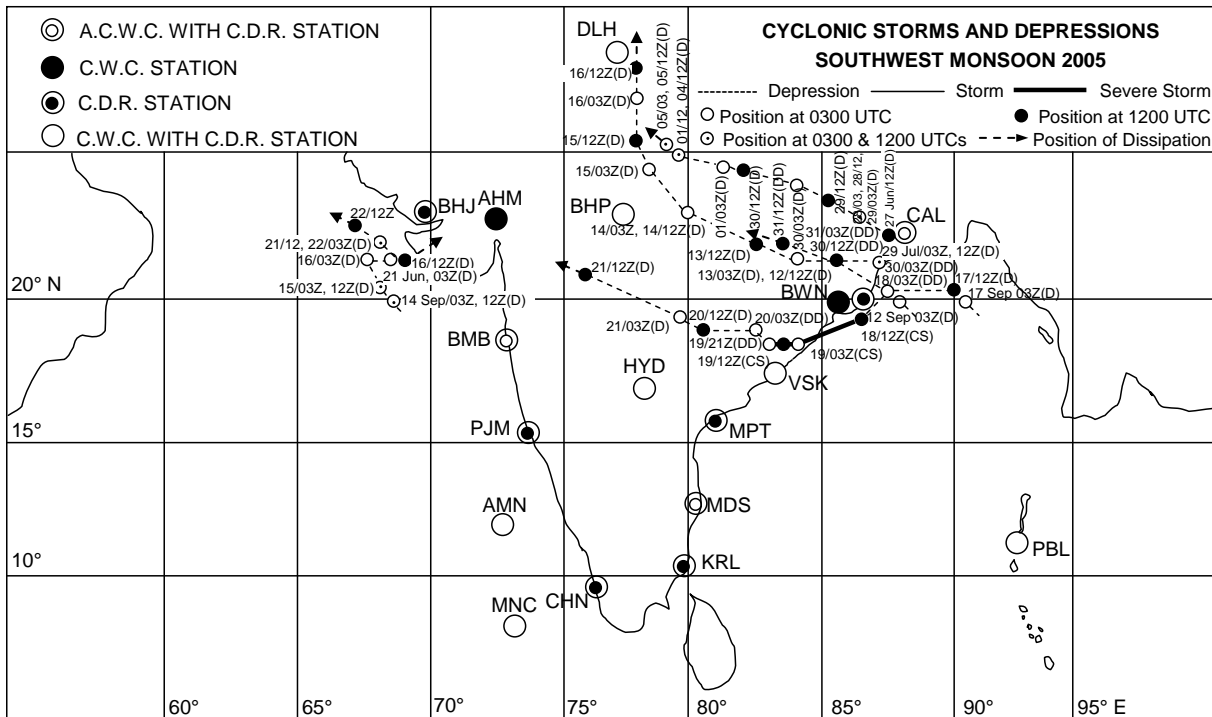 A.C.W.C. WITH C.D.R. STATION
C.W.C. STATION
C.D.R. STATION
C.W.C. WITH C.D.R. STATION
CYCLONIC STORMS AND DEPRESSIONS
SOUTHWEST MONSOON 2005
Depression
Storm
Severe Storm
Position at 0300 UTC
Position at 1200 UTC
Position at 0300 & 1200 UTCs
Position of Dissipation
DLH
16/12Z(D)
16/03Z(D)
15/12Z(D)
15/03Z(D)
05/03, 05/12Z(D)
01/12, 04/12Z(D)
BHP
14/03Z, 14/12Z(D)
01/03Z(D)
30/12Z(DD)
31/12Z(DD)
30/03Z(DD)
29/12Z(D)
29/03Z(D)
27 Jun/12Z(D)
CAL
31/03Z(DD)
30/12Z(DD)
29 Jul/03Z, 12Z(D)
30/03Z(DD)
18/03Z(DD)
17/12Z(D)
17 Sep 03Z(D)
13/12Z(D)
13/03Z(D), 12/12Z(D)
BWN
12 Sep 03Z(D)
18/12Z(CS)
19/03Z(CS)
20/12Z(D)
20/03Z(DD)
19/21Z(DD)
19/12Z(CS)
21/03Z(D)
21/12Z(D)
22/12Z
BHJ
AHM
21/12, 22/03Z(D)
16/03Z(D)
16/12Z(D)
21 Jun, 03Z(D)
15/03Z, 12Z(D)
14 Sep/03Z, 12Z(D)
20° N
BMB
HYD
VSK
PJM
MPT
15°
AMN
MDS
PBL
10°
KRL
CHN
MNC
60°
65°
70°
75°
80°
85°
90°
95° E